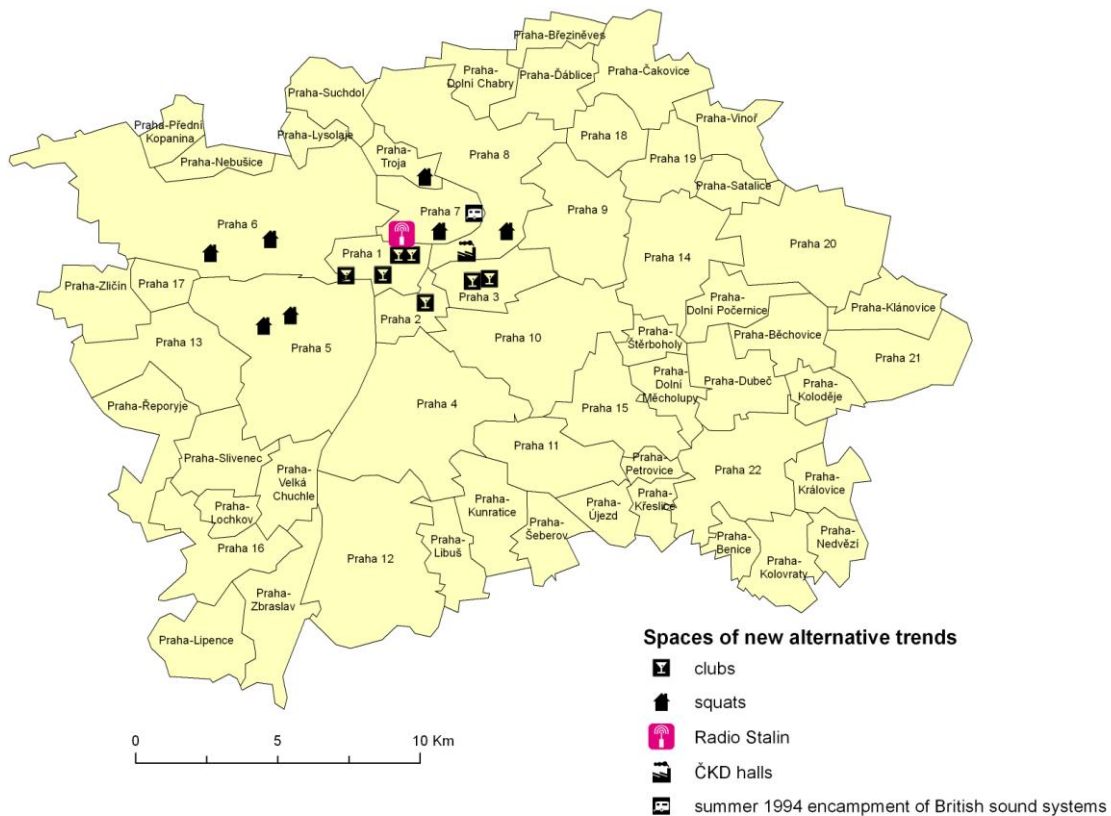 Praha-Březiněves
Praha-
Dolní Chabry
Praha-Ďáblice
Praha-Čakovice
Praha-Suchdol
Praha-Přední
Kopanina
Praha-Lysolaje
Praha-Nebušice
Praha-
Troja
Praha 8
Praha 18
Praha-Vinoř
Praha 19
Praha-Satalice
Praha 6
Praha 7
Praha 9
Praha 20
Praha 1
Praha 14
Praha-Zličín
Praha 17
Praha 2
Praha 3
Praha-
Dolní Počernice
Praha-Klánovice
Praha 13
Praha 5
Praha 10
Praha-
Štěrboholy
Praha-Běchovice
Praha 21
Praha-Řeporyje
Praha 4
Praha-
Dolní
Měcholupy
Praha-Dubeč
Praha-
Koloděje
Praha 15
Praha-Slivenec
Praha-
Velká
Chuchle
Praha 11
Praha-
Petrovice
Praha 22
Praha-
Královice
Praha-
Lochkov
Praha-
Kunratice
Praha-
Újezd
Praha-
Křeslice
Praha-
Šeberov
Praha 16
Praha 12
Praha-
Libuš
Praha-
Benice
Praha-
Nedvězí
Praha-
Kolovraty
Praha-
Zbraslav
Praha-Lipence
Spaces of new alternative trends
clubs
squats
Radio Stalin
ČKD halls
summer 1994 encampment of British sound systems
0 5 10 Km